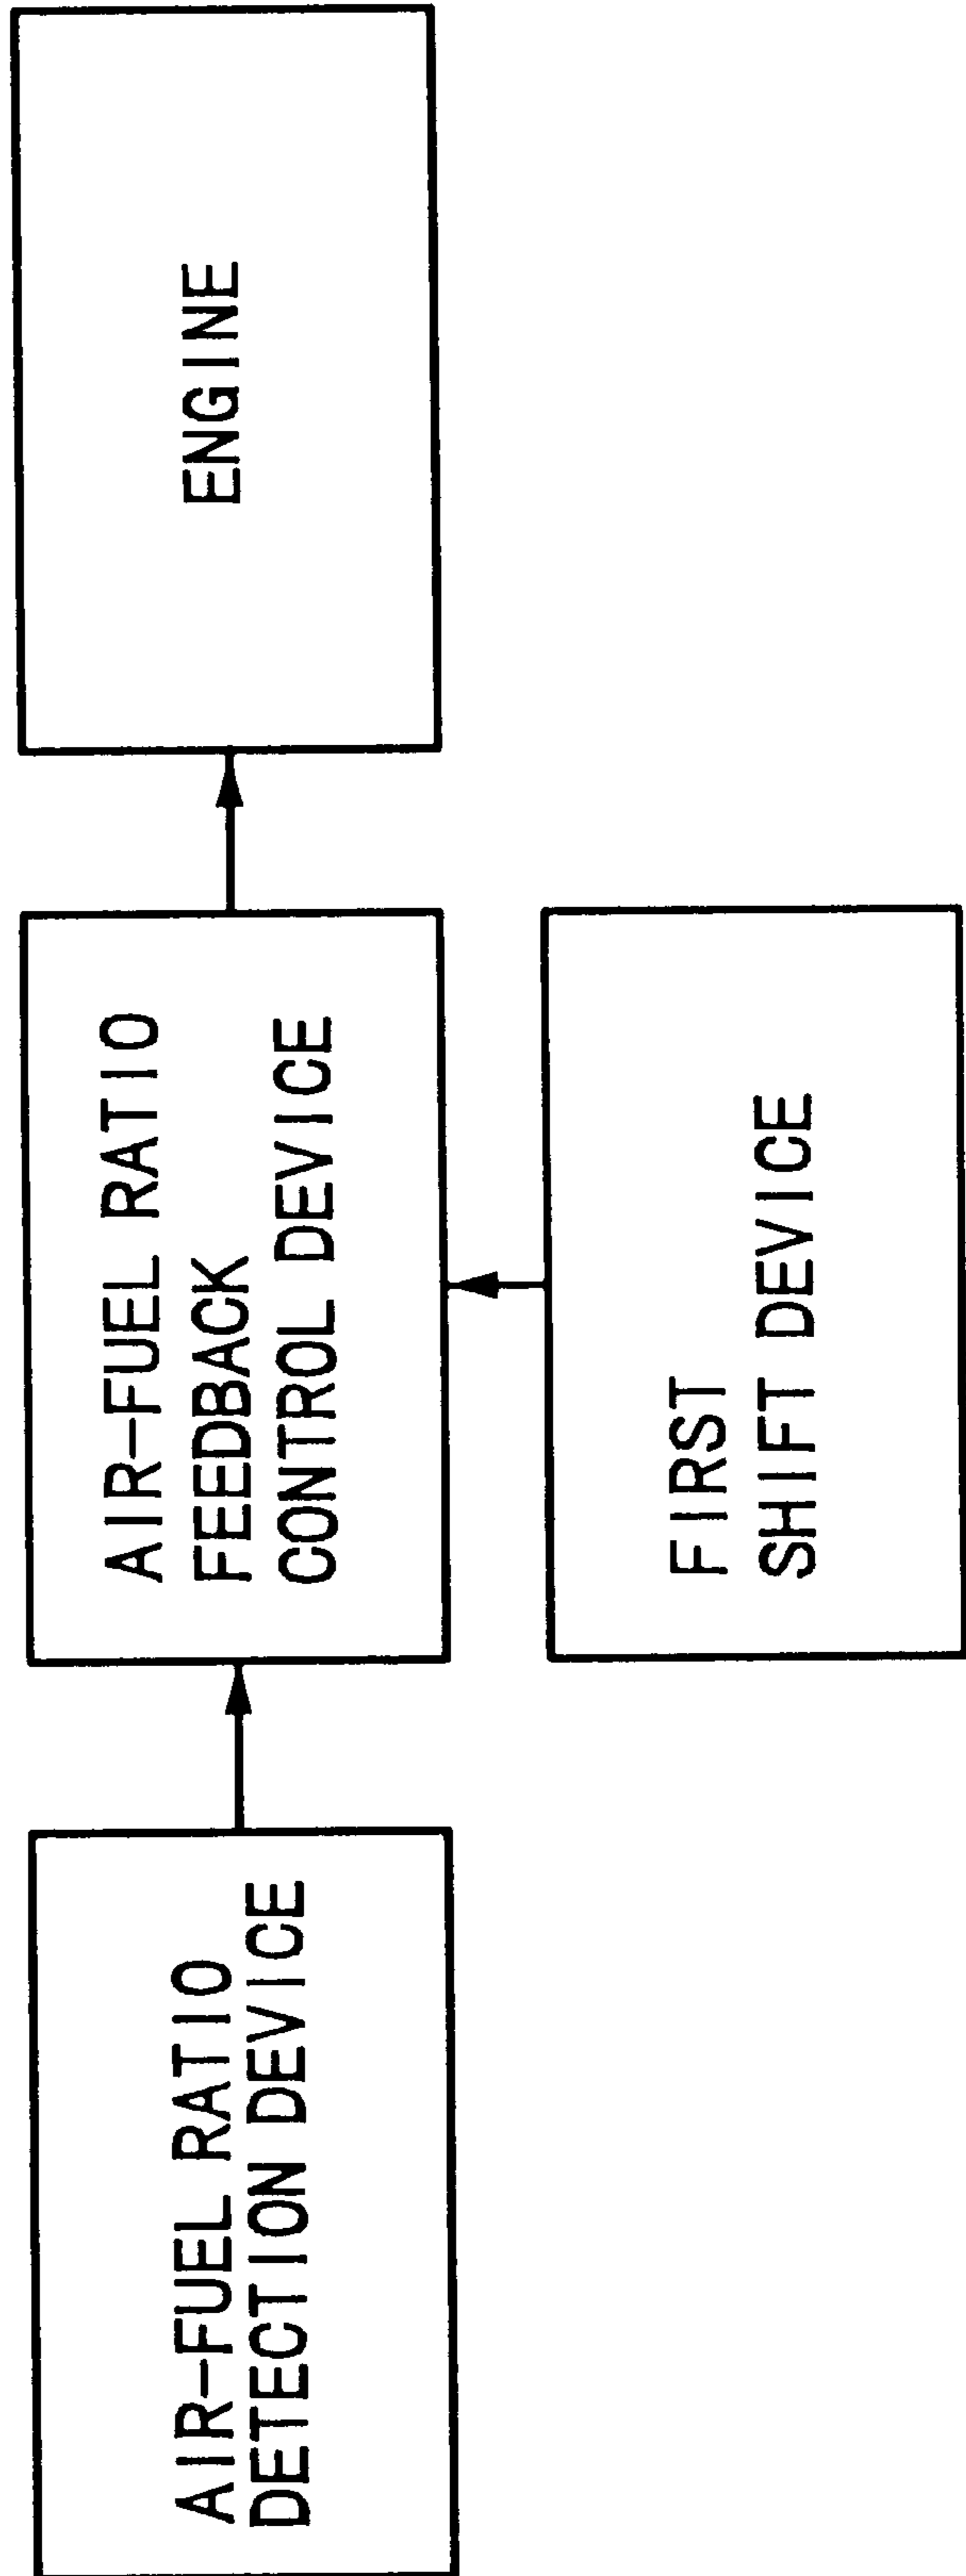 AIR-FUEL RATIO
DETECTION DEVICE
AIR-FUEL RATIO
FEEDBACK
CONTROL DEVICE
ENGINE
FIRST
SHIFT DEVICE